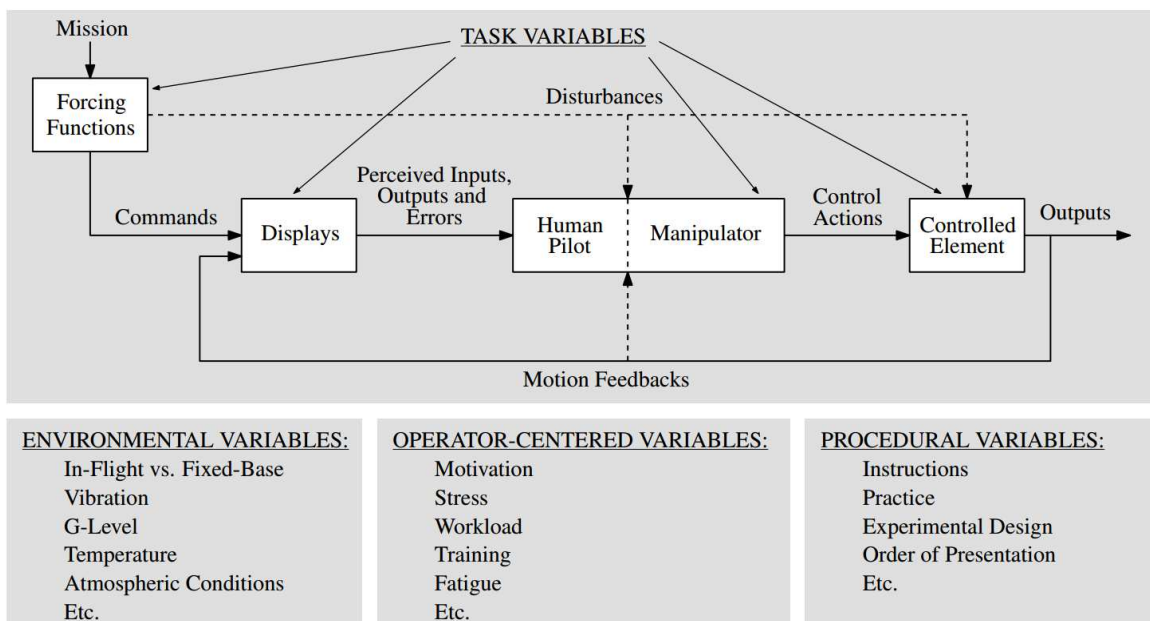 Mission
TASK VARIABLES
Forcing
Functions
Disturbances
Commands
Displays
Perceived Inputs,
Outputs and
Errors
Human
Pilot
Manipulator
Control
Actions
Controlled
Element
Outputs
Motion Feedbacks
ENVIRONMENTAL VARIABLES:
In-Flight vs. Fixed-Base
Vibration
G-Level
Temperature
Atmospheric Conditions
Etc.
OPERATOR-CENTERED VARIABLES:
Motivation
Stress
Workload
Training
Fatigue
Etc.
PROCEDURAL VARIABLES:
Instructions
Practice
Experimental Design
Order of Presentation
Etc.